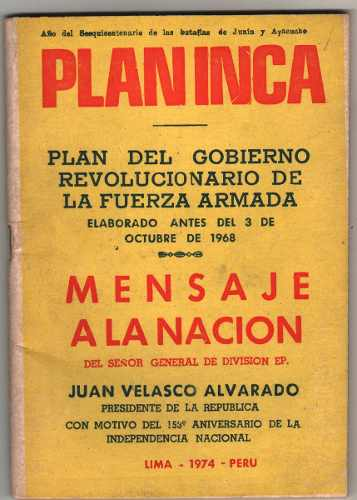 Año del Sesquicentenario de las batallas de Junín y Ayacucho
PLAN INCA
PLAN DEL GOBIERNO
REVOLUCIONARIO DE
LA FUERZA ARMADA
ELABORADO ANTES DEL 3 DE
OCTUBRE DE 1968
MENSAJE
A LA NACION
DEL SEÑOR GENERAL DE DIVISION EP.
JUAN VELASCO ALVARADO
PRESIDENTE DE LA REPUBLICA
CON MOTIVO DEL 153º ANIVERSARIO DE LA
INDEPENDENCIA NACIONAL
LIMA - 1974 - PERU